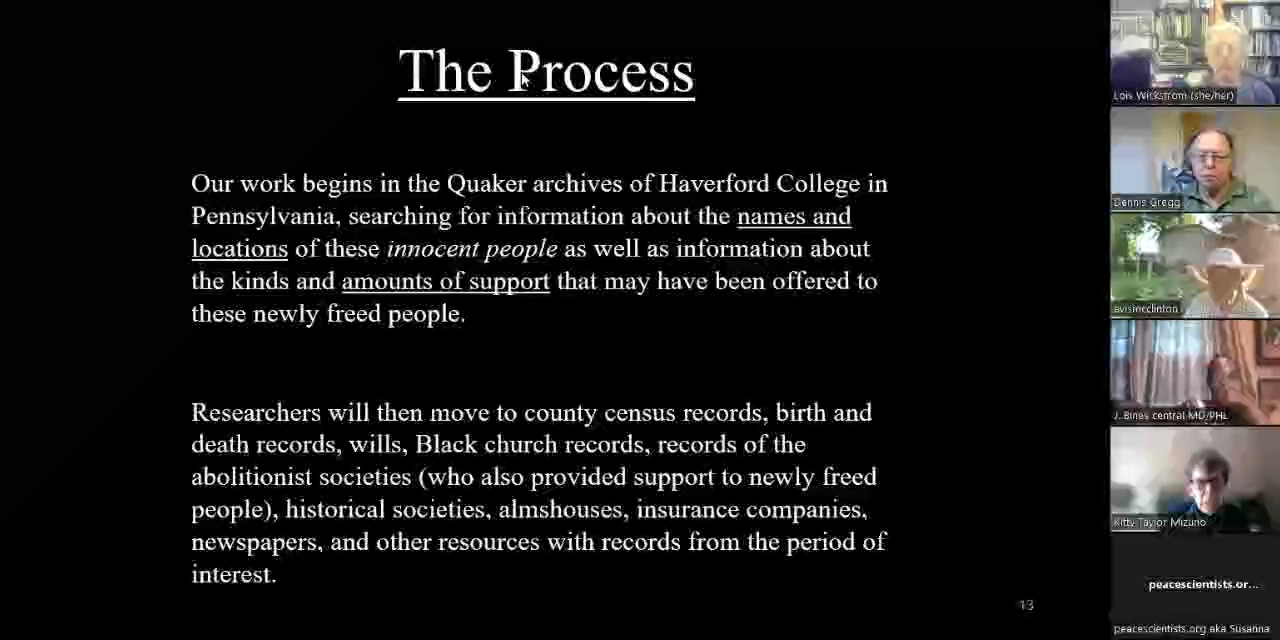 The Process
Our work begins in the Quaker archives of Haverford College in
Pennsylvania, searching for information about the names and
locations of these innocent people as well as information about
the kinds and amounts of support that may have been offered to
these newly freed people.
Researchers will then move to county census records, birth and
death records, wills, Black church records, records of the
abolitionist societies (who also provided support to newly freed
people), historical societies, almshouses, insurance companies,
newspapers, and other resources with records from the period of
interest.
13
Lois Wickstrom (she/her)
Dennis Gregg
avismcclinton
J. Bines central MD/PHL
Kitty Taylor Mizuno
peacescientists.or...
peacescientists.org aka Susanna